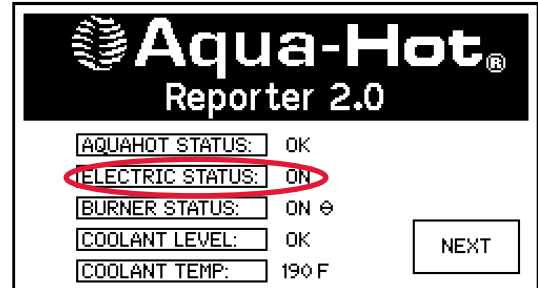 Aqua-Hot®
Reporter 2.0
AQUAHOT STATUS: OK
ELECTRIC STATUS: ON
BURNER STATUS: ON ⊖
COOLANT LEVEL: OK
NEXT
COOLANT TEMP: 190 F